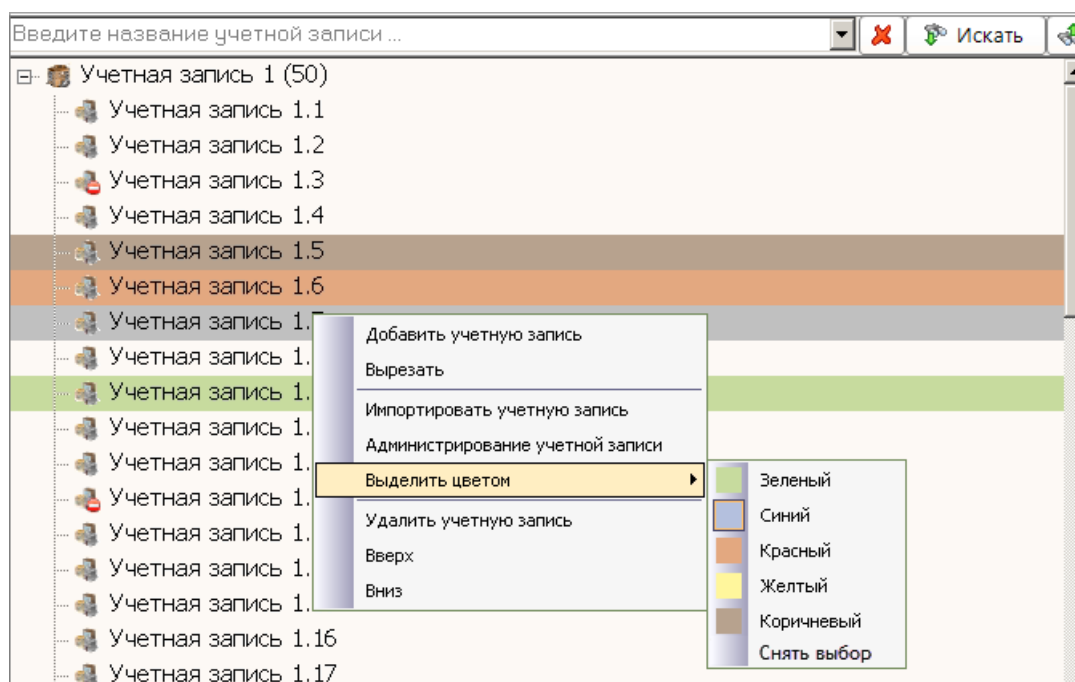 Введите название учетной записи ...
Искать
Учетная запись 1 (50)
Учетная запись 1.1
Учетная запись 1.2
Учетная запись 1.3
Учетная запись 1.4
Учетная запись 1.5
Учетная запись 1.6
Учетная запись 1.
Учетная запись 1.
Учетная запись 1.
Учетная запись 1.
Учетная запись 1.
Учетная запись 1.
Учетная запись 1.
Учетная запись 1.
Учетная запись 1.
Учетная запись 1.16
Учетная запись 1.17
Добавить учетную запись
Вырезать
Импортировать учетную запись
Администрирование учетной записи
Выделить цветом
Удалить учетную запись
Вверх
Вниз
Зеленый
Синий
Красный
Желтый
Коричневый
Снять выбор